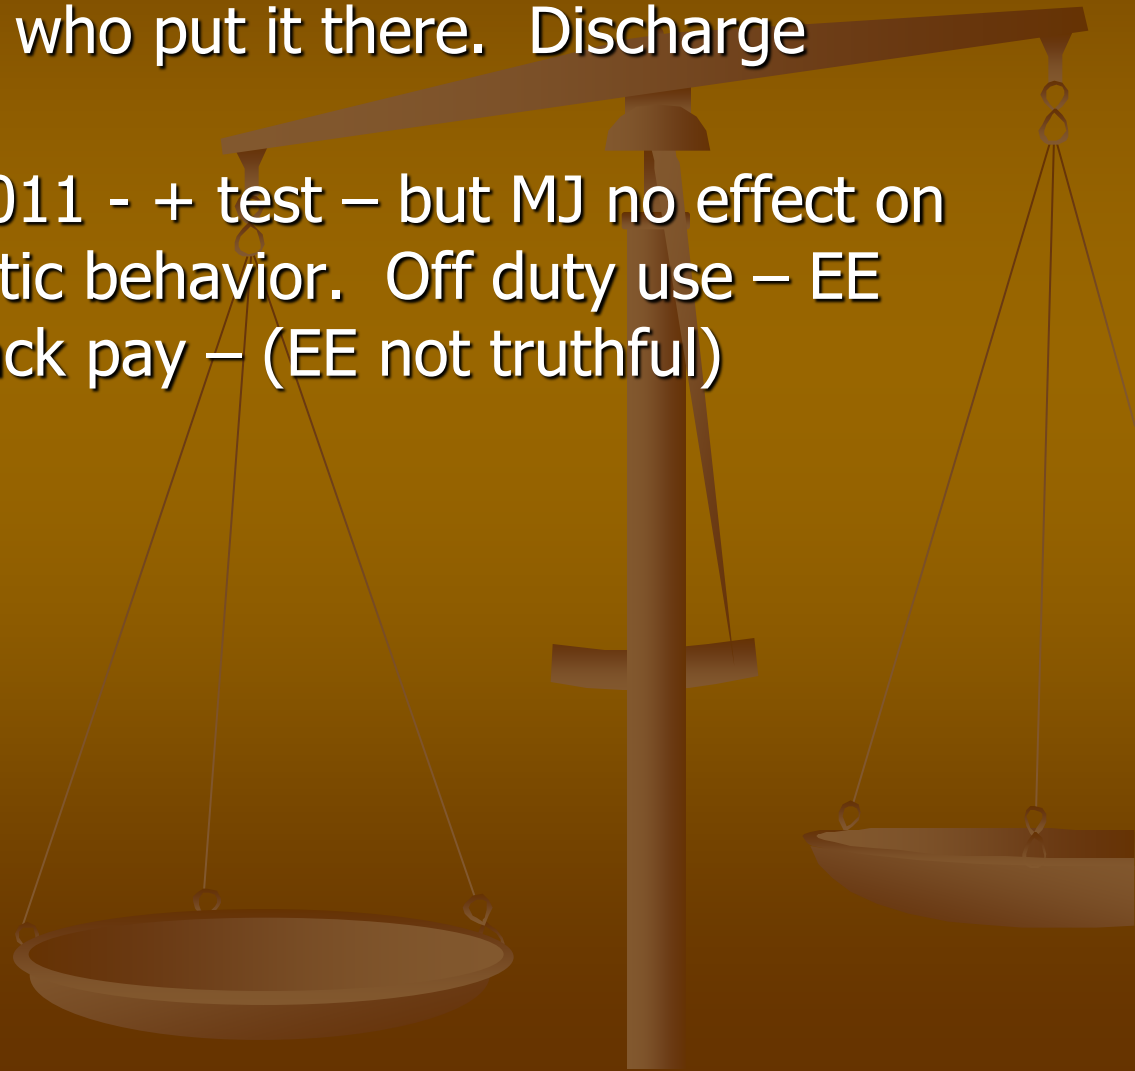 who put it there.  Discharge
011 - + test – but MJ no effect on
tic behavior.  Off duty use – EE
ck pay – (EE not truthful)